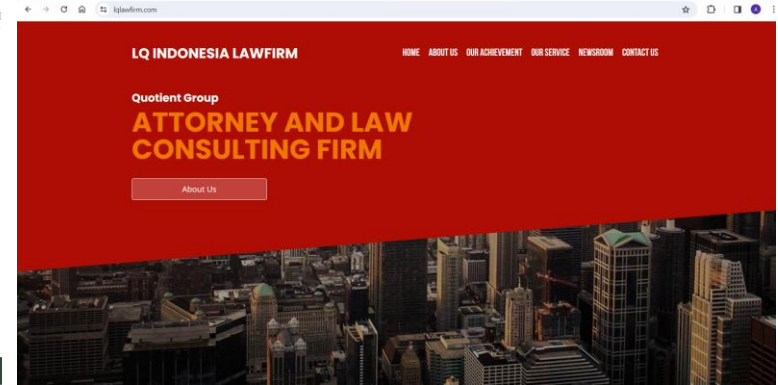 lqlawfirm.com
LQ INDONESIA LAWFIRM
HOME ABOUT US OUR ACHIEVEMENT OUR SERVICE NEWSROOM CONTACT US
Quotient Group
ATTORNEY AND LAW
CONSULTING FIRM
About Us